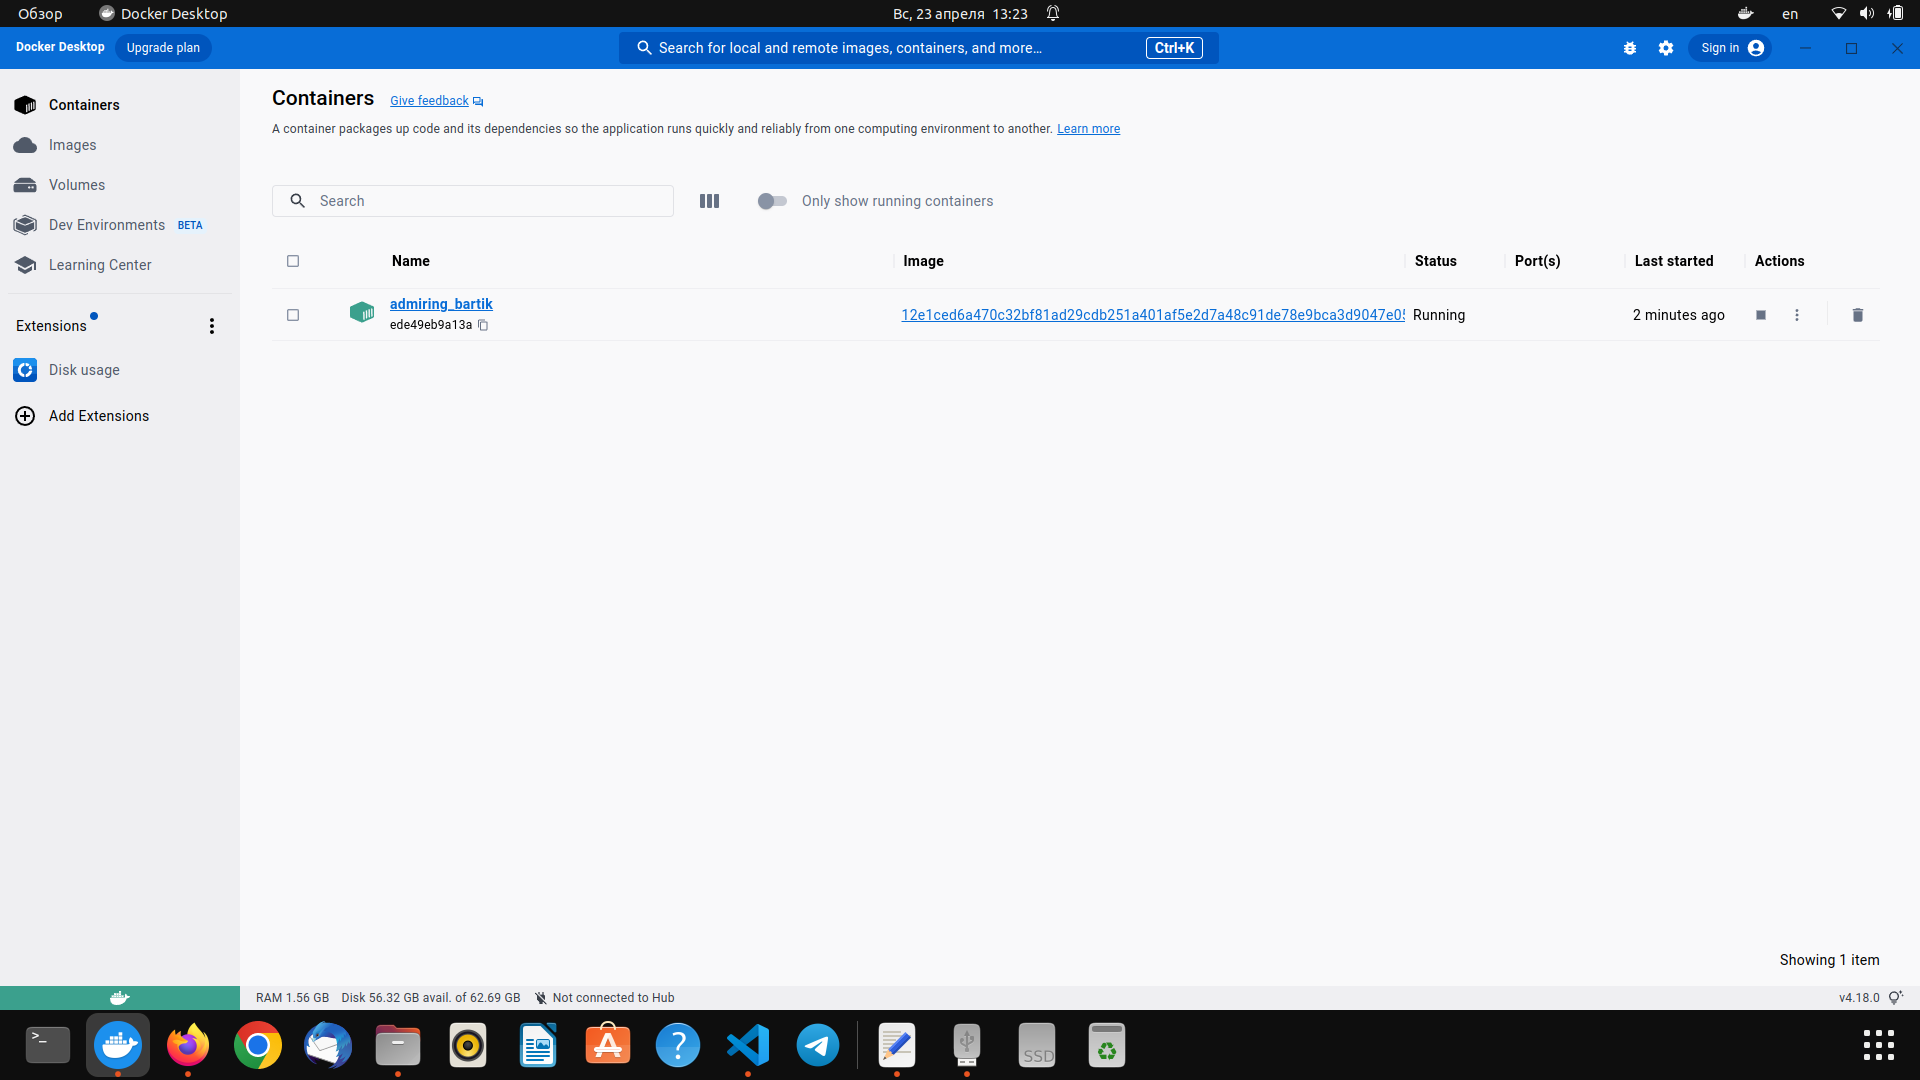 Обзор
Docker Desktop
Вс, 23 апреля 13:23
en
Docker Desktop
Upgrade plan
Search for local and remote images, containers, and more...
Ctrl+K
Sign in
Containers
Images
Volumes
Dev Environments BETA
Learning Center
Extensions
Disk usage
Add Extensions
Containers
Give feedback
A container packages up code and its dependencies so the application runs quickly and reliably from one computing environment to another. Learn more
Search
Only show running containers
Name Image Status Port(s) Last started Actions
admiring_bartik
ede49eb9a13a
12e1ced6a470c32bf81ad29cdb251a401af5e2d7a48c91de78e9bca3d9047e05
Running
2 minutes ago
Showing 1 item
RAM 1.56 GB Disk 56.32 GB avail. of 62.69 GB Not connected to Hub
v4.18.0
>_
?
SSD